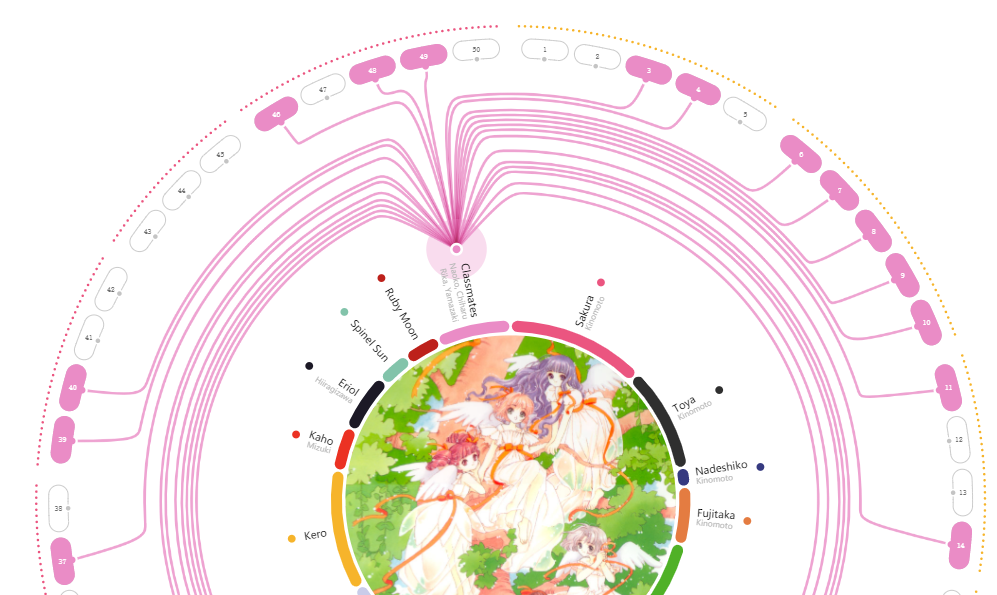 50
1
2
3
4
5
6
7
8
9
10
11
12
13
14
49
48
47
46
45
44
43
42
41
40
39
38
37
Classmates
Naoko, Chiharu
Rika, Yamazaki
Sakura
Kinomoto
Toya
Kinomoto
Nadeshiko
Kinomoto
Fujitaka
Kinomoto
Ruby Moon
Spinel Sun
Eriol
Hiiragizawa
Kaho
Mizuki
Kero